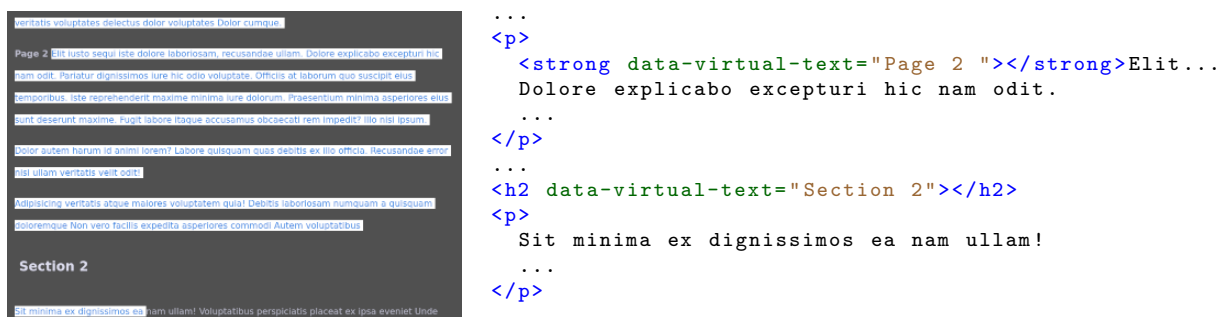 veritatis voluptates delectus dolor voluptates Dolor cumque.
Page 2 Elit iusto sequi iste dolore laboriosam, recusandae ullam. Dolore explicabo excepturi hic
nam odit. Pariatur dignissimos iure hic odio voluptate. Officiis at laborum quo suscipit eius
temporibus. Iste reprehenderit maxime minima iure dolorum. Praesentium minima asperiores eius
sunt deserunt maxime. Fugit labore itaque accusamus obcaecati rem impedit? Illo nisi ipsum.
Dolor autem harum id animi lorem? Labore quisquam quas debitis ex illo officia. Recusandae error
nisi ullam veritatis velit odit!
Adipisicing veritatis atque maiores voluptatem quia! Debitis laboriosam numquam a quisquam
doloremque Non vero facilis expedita asperiores commodi Autem voluptatibus
Section 2
Sit minima ex dignissimos ea nam ullam! Voluptatibus perspiciatis placeat ex ipsa eveniet Unde
...
<p>
<strong data-virtual-text="Page 2 "></strong>Elit...
Dolore explicabo excepturi hic nam odit.
...
</p>
...
<h2 data-virtual-text="Section 2"></h2>
<p>
Sit minima ex dignissimos ea nam ullam!
...
</p>